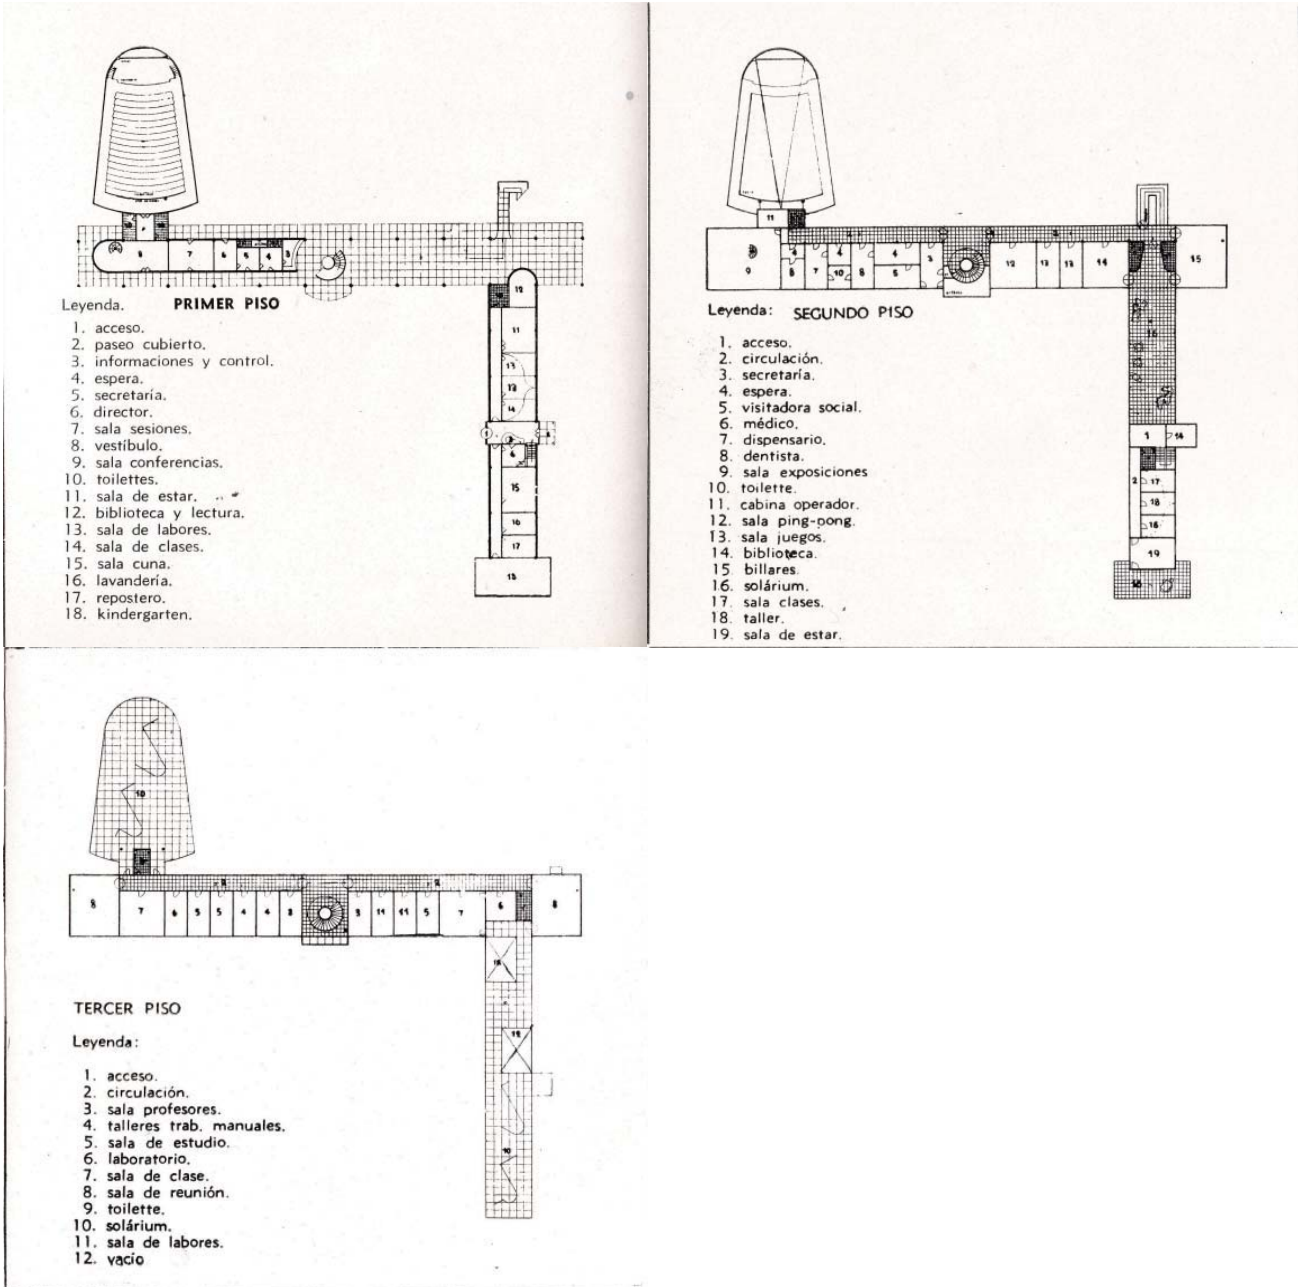 Leyenda. PRIMER PISO
1. acceso.
2. paseo cubierto.
3. informaciones y control.
4. espera.
5. secretaría.
6. director.
7. sala sesiones.
8. vestíbulo.
9. sala conferencias.
10. toilettes.
11. sala de estar.
12. biblioteca y lectura.
13. sala de labores.
14. sala de clases.
15. sala cuna.
16. lavandería.
17. repostero.
18. kindergarten.
Leyenda: SEGUNDO PISO
1. acceso.
2. circulación.
3. secretaría.
4. espera.
5. visitadora social.
6. médico.
7. dispensario.
8. dentista.
9. sala exposiciones
10. toilette.
11. cabina operador.
12. sala ping-pong.
13. sala juegos.
14. biblioteca.
15. billares.
16. solárium.
17. sala clases.
18. taller.
19. sala de estar.
TERCER PISO
Leyenda:
1. acceso.
2. circulación.
3. sala profesores.
4. talleres trab. manuales.
5. sala de estudio.
6. laboratorio.
7. sala de clase.
8. sala de reunión.
9. toilette.
10. solárium.
11. sala de labores.
12. vacío